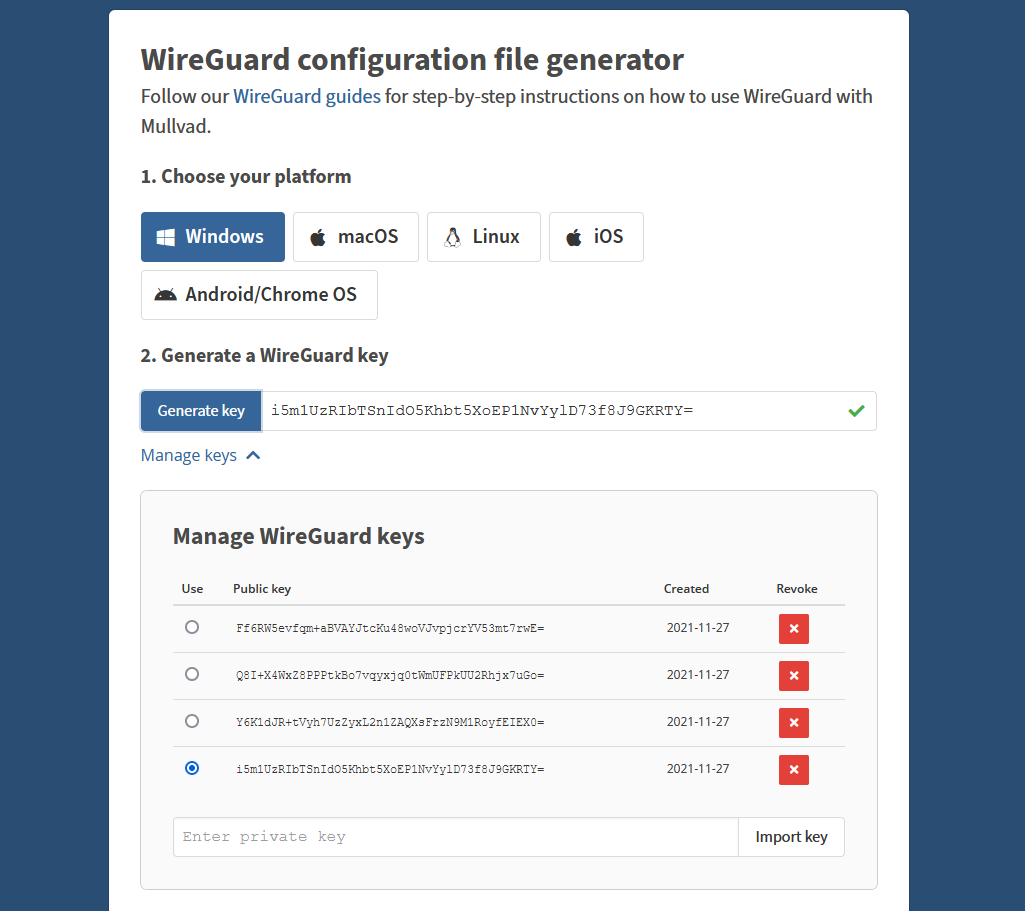 WireGuard configuration file generator
Follow our WireGuard guides for step-by-step instructions on how to use WireGuard with
Mullvad.
1. Choose your platform
Windows macOS Linux iOS
Android/Chrome OS
2. Generate a WireGuard key
Generate key i5m1UzRIbTSnIdO5Khbt5XoEP1NvYylD73f8J9GKRTY=
Manage keys
Manage WireGuard keys
Use Public key Created Revoke
Ff6RW5evfqm+aBVAYJtcKu48woVJvpjcrYV53mt7rwE= 2021-11-27
Q8I+X4WxZ8PPPtkBo7vqyxjq0tWmUFPkUU2Rhjx7uGo= 2021-11-27
Y6K1dJR+tVyh7UzZyxL2n1ZAQXsFrzN9M1RoyfEIEX0= 2021-11-27
i5m1UzRIbTSnIdO5Khbt5XoEP1NvYylD73f8J9GKRTY= 2021-11-27
Enter private key Import key